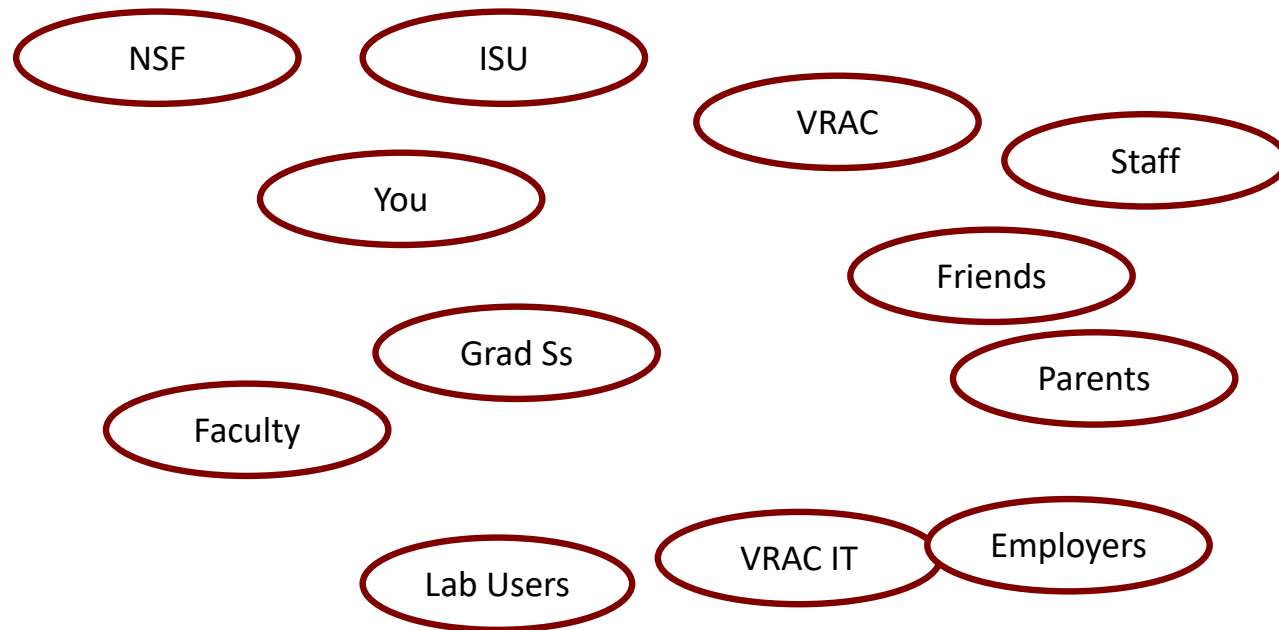 NSF
ISU
VRAC
Staff
You
Friends
Grad Ss
Parents
Faculty
Employers
VRAC IT
Lab Users